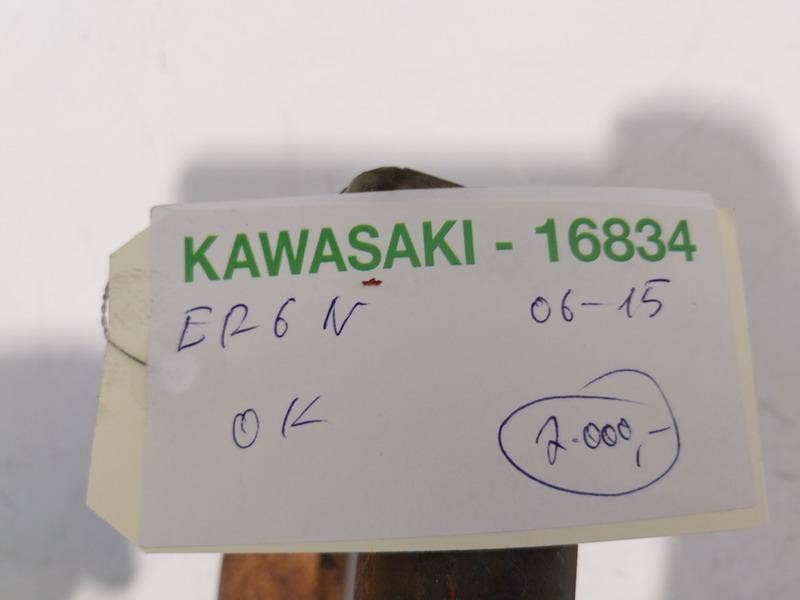 KAWASAKI - 16834
ER6N 06-15
OK 2.000,-